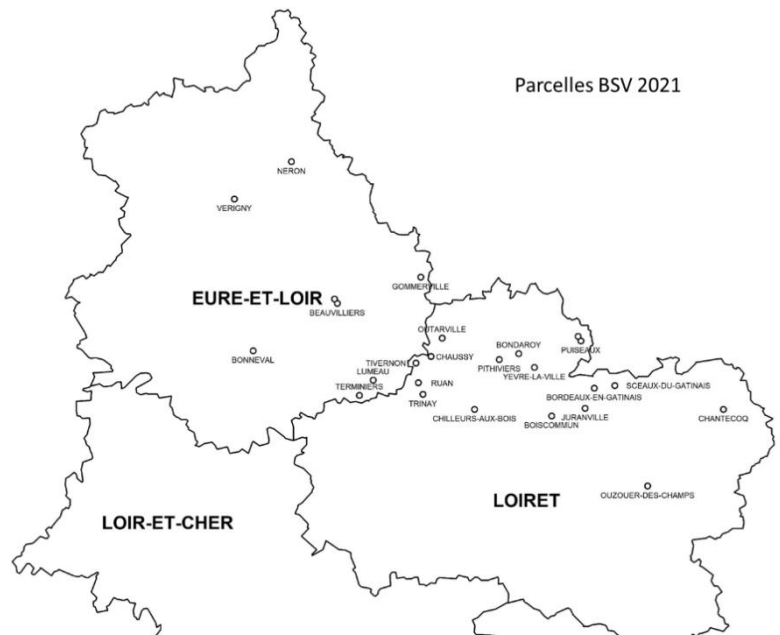 Parcelles BSV 2021
NERON
VERIGNY
GOMMERVILLE
EURE-ET-LOIR
BEAUVILLIERS
OUTARVILLE
PUISEAUX
BONDAROY
BONNEVAL
CHAUSSY
TIVERNON
PITHIVIERS
LUMEAU
YEVRE-LA-VILLE
RUAN
SCEAUX-DU-GATINAIS
TERMINIERS
BORDEAUX-EN-GATINAIS
TRINAY
CHILLEURS-AUX-BOIS
JURANVILLE
CHANTECOQ
BOISCOMMUN
OUZOUER-DES-CHAMPS
LOIRET
LOIR-ET-CHER